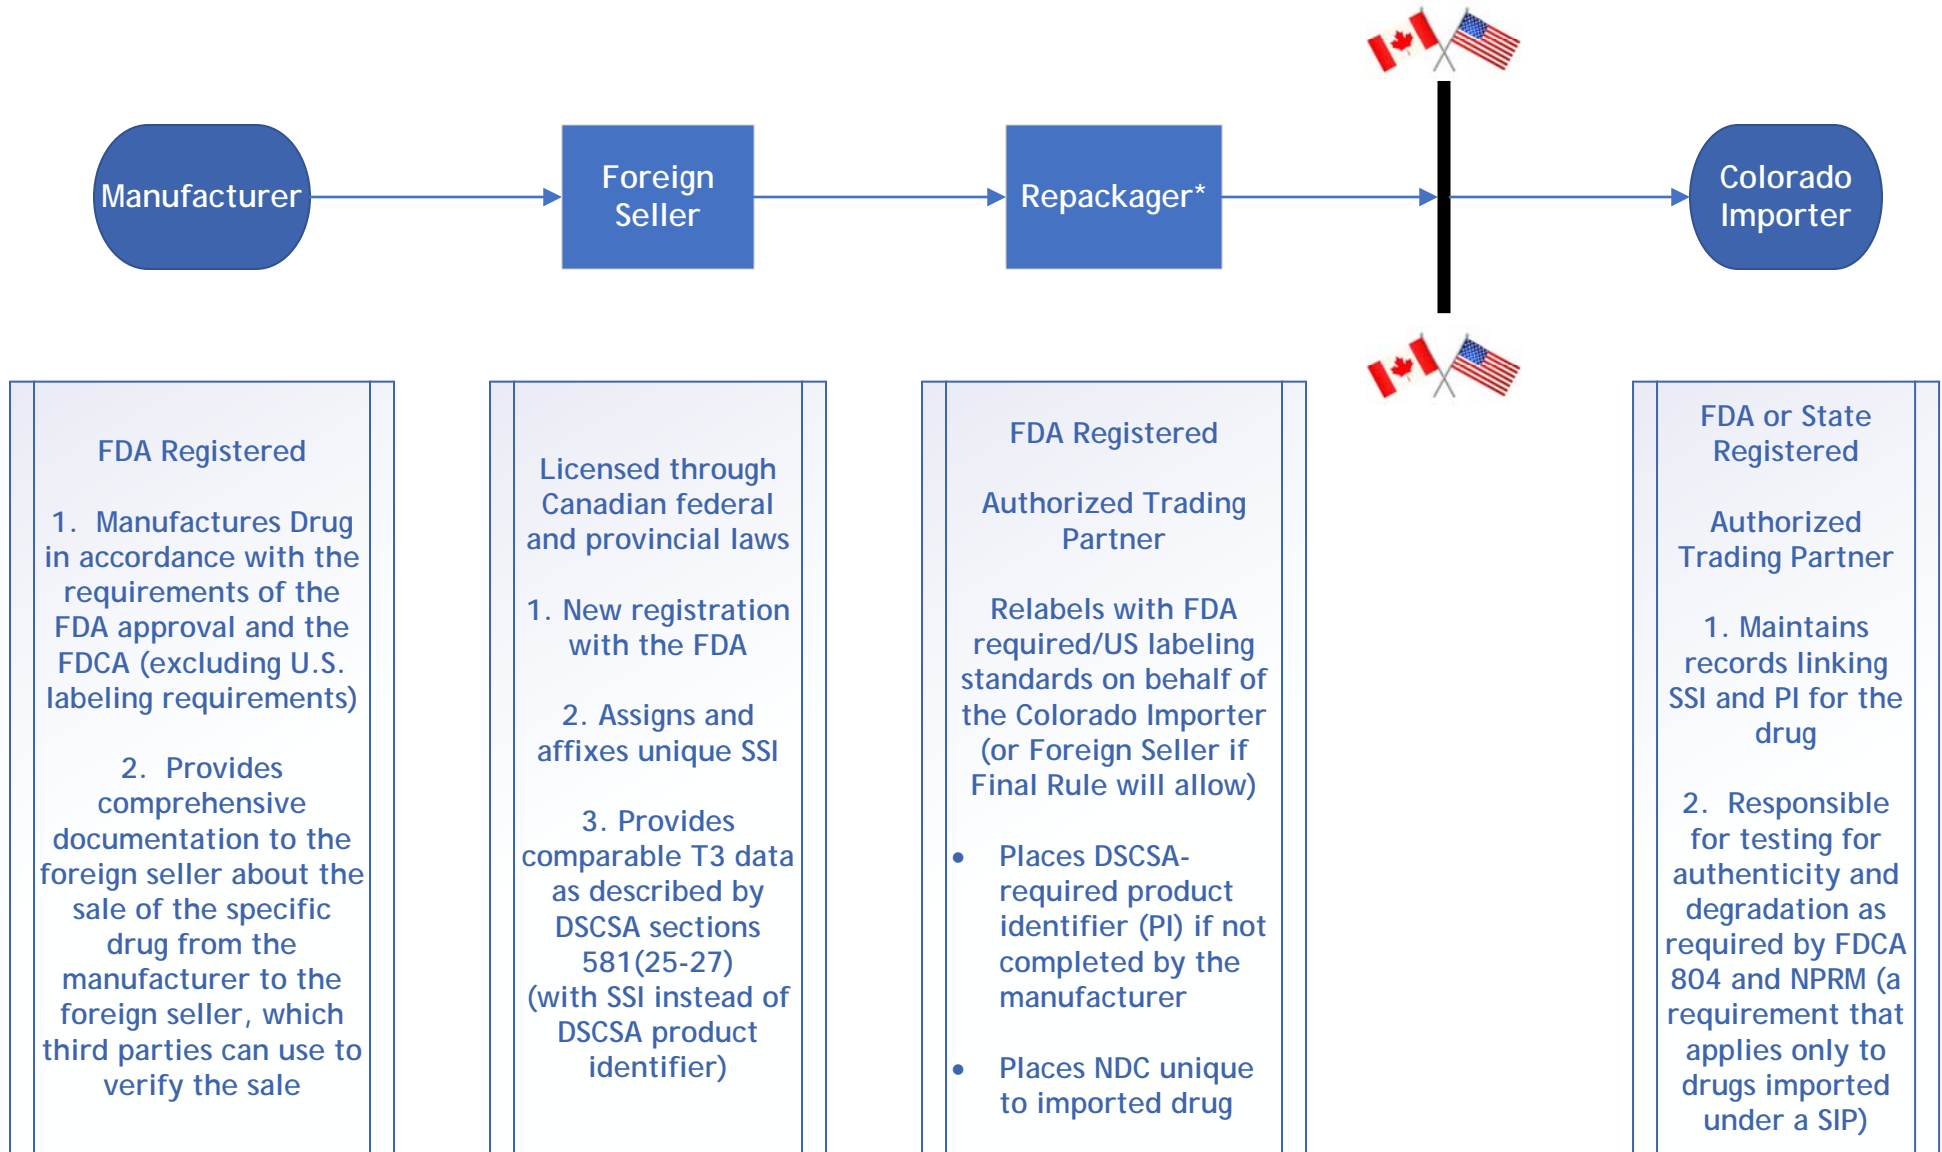 Manufacturer
Foreign
Seller
Repackager*
Colorado
Importer
FDA Registered
1. Manufactures Drug
in accordance with the
requirements of the
FDA approval and the
FDCA (excluding U.S.
labeling requirements)
2. Provides
comprehensive
documentation to the
foreign seller about the
sale of the specific
drug from the
manufacturer to the
foreign seller, which
third parties can use to
verify the sale
Licensed through
Canadian federal
and provincial laws
1. New registration
with the FDA
2. Assigns and
affixes unique SSI
3. Provides
comparable T3 data
as described by
DSCSA sections
581(25-27)
(with SSI instead of
DSCSA product
identifier)
FDA Registered
Authorized Trading
Partner
Relabels with FDA
required/US labeling
standards on behalf of
the Colorado Importer
(or Foreign Seller if
Final Rule will allow)
• Places DSCSA-
required product
identifier (PI) if not
completed by the
manufacturer
• Places NDC unique
to imported drug
FDA or State
Registered
Authorized
Trading Partner
1. Maintains
records linking
SSI and PI for the
drug
2. Responsible
for testing for
authenticity and
degradation as
required by FDCA
804 and NPRM (a
requirement that
applies only to
drugs imported
under a SIP)